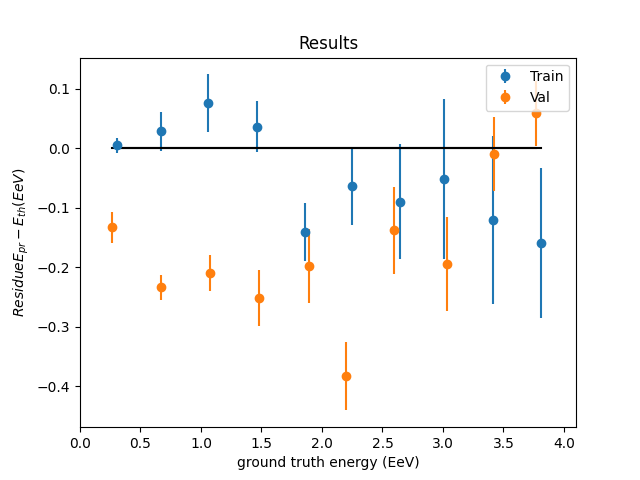 Results
Train
Val
0.1
0.0
−0.1
−0.2
−0.3
−0.4
ResidueE_{pr} − E_{th}(EeV)
0.0 0.5 1.0 1.5 2.0 2.5 3.0 3.5 4.0
ground truth energy (EeV)